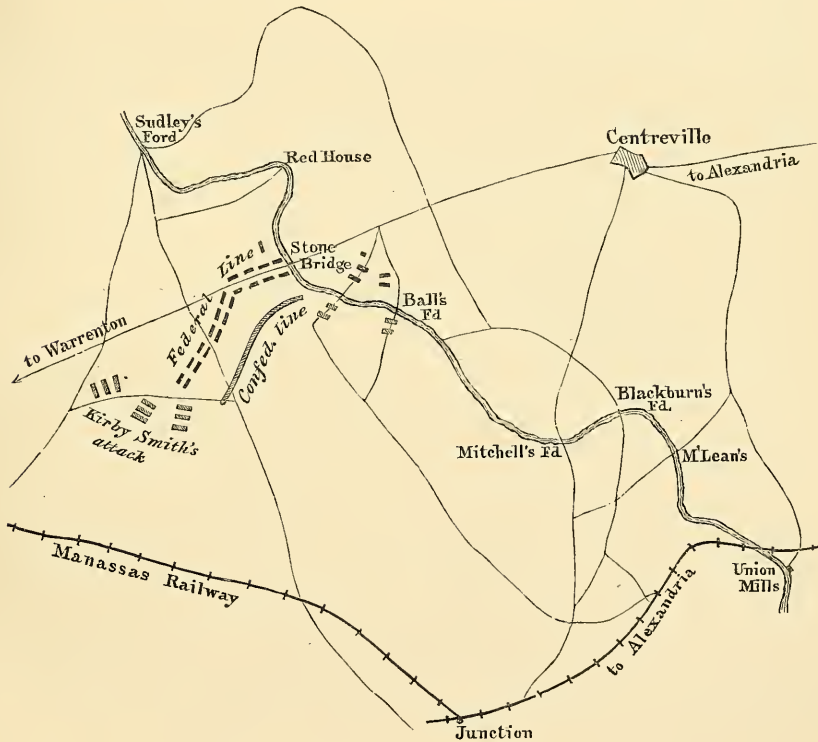 Sudley's
Ford
Red House
Centreville
to Alexandria
Stone
Bridge
Federal Line
Ball's
Fd
to Warrenton
Confed. line
Kirby Smith's
attack
Blackburn's
Fd.
Mitchell's Fd
McLean's
Manassas Railway
Union
Mills
to Alexandria
Junction